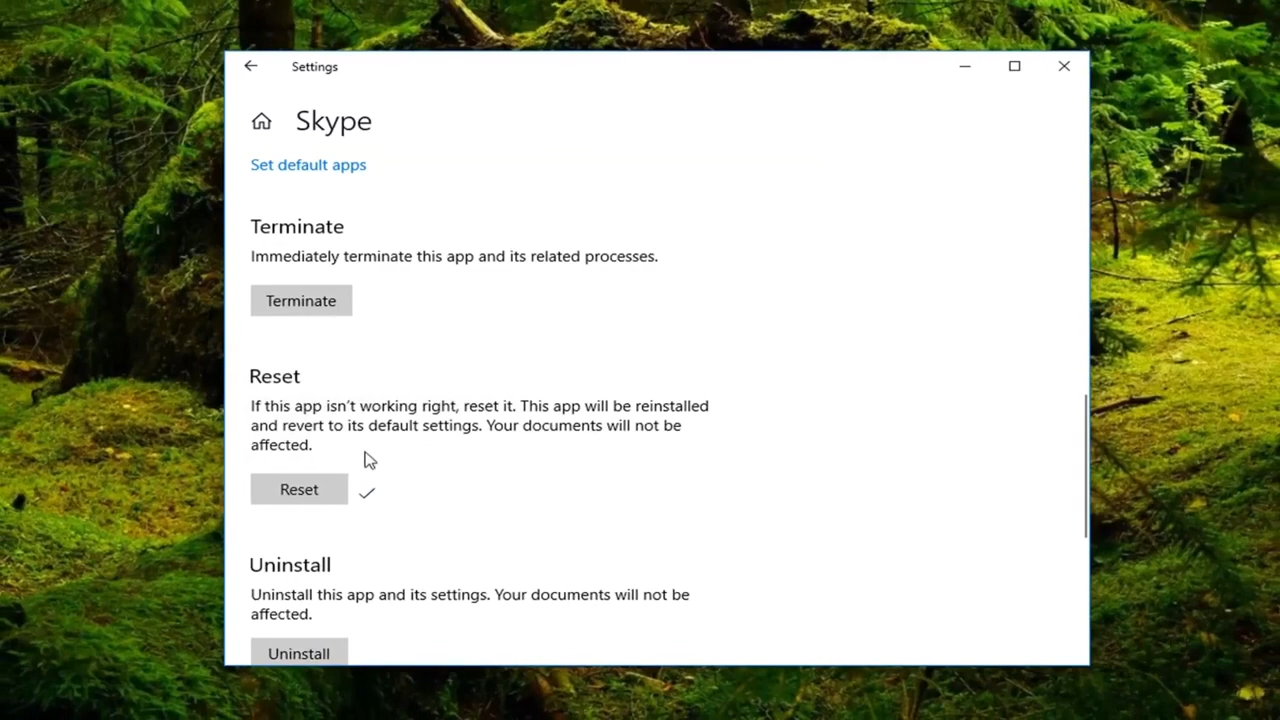 Settings
Skype
Set default apps
Terminate
Immediately terminate this app and its related processes.
Terminate
Reset
If this app isn't working right, reset it. This app will be reinstalled
and revert to its default settings. Your documents will not be
affected.
Reset
Uninstall
Uninstall this app and its settings. Your documents will not be
affected.
Uninstall